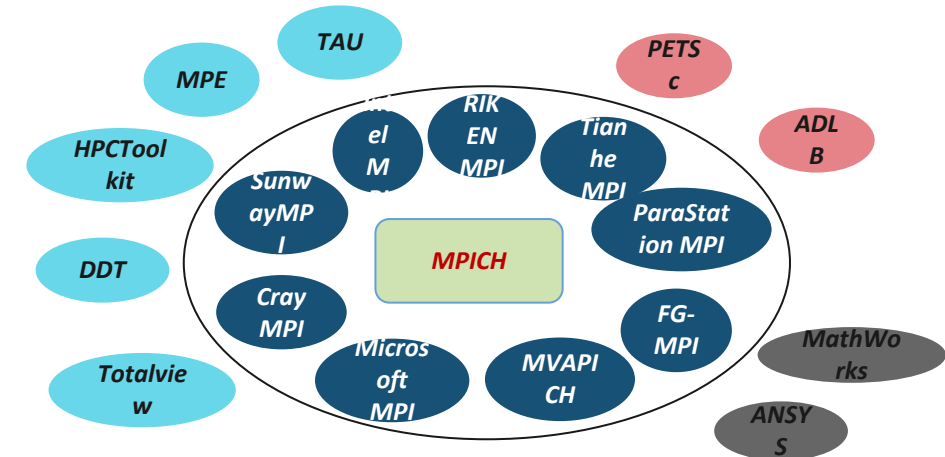 TAU
MPE
HPCTool
kit
DDT
Totalvie
w
PETS
c
ADL
B
MathWo
rks
ANSY
S
el
M
RIK
EN
MPI
Tian
he
MPI
Sunw
ayMP
I
ParaStat
ion MPI
MPICH
Cray
MPI
FG-
MPI
Micros
oft
MPI
MVAPI
CH